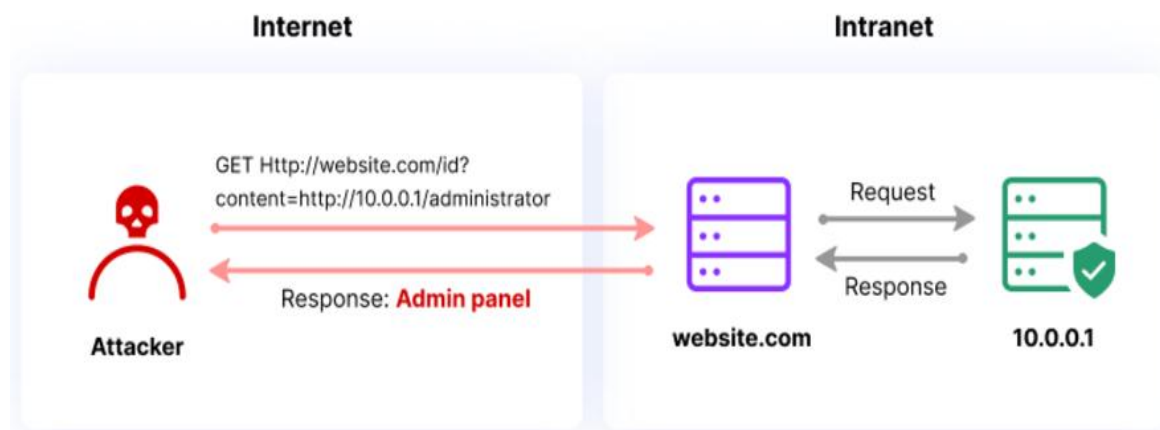 Internet
Intranet
GET Http://website.com/id?
content=http://10.0.0.1/administrator
Request
Response
Response: Admin panel
Attacker
website.com
10.0.0.1